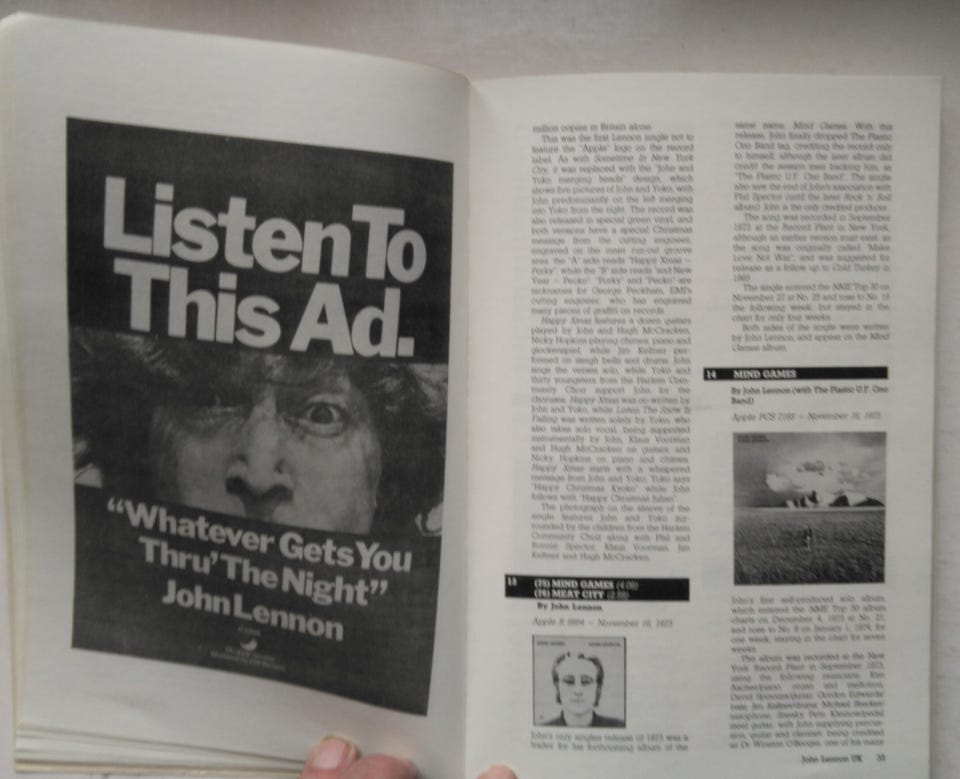 Listen To
This Ad.
“Whatever Gets You
Thru’ The Night”
John Lennon
million copies in Britain alone.
This was the first Lennon single not to
feature the "Apple" logo on the record
label. As with Sometime In New York
City, it was replaced with the "John and
Yoko merging heads" design, which
shows five pictures of John and Yoko, with
John predominantly on the left merging
into Yoko from the right. The record was
also released in special green vinyl, and
both versions have a special Christmas
message from the cutting engineer,
engraved on the inner run-out groove
area: the "A" side reads "Happy Xmas –
Porky", while the "B" side reads "and New
Year – Pecko". "Porky" and "Pecko" are
nicknames for George Peckham, EMI's
cutting engineer who has engraved
many pieces of graffiti on records.
Happy Xmas features a dozen guitars
played by John and Hugh McCracken,
Nicky Hopkins playing chimes, piano and
glockenspiel, while Jim Keltner per-
formed on sleigh bells and drums. John
sings the verses solo, while Yoko and
thirty youngsters from the Harlem Com-
munity Choir support John for the
choruses. Happy Xmas was co-written by
John and Yoko, while Listen The Snow Is
Falling was written solely by Yoko, who
also takes solo vocal, being supported
instrumentally by John, Klaus Voorman
and Hugh McCracken on guitars, and
Nicky Hopkins on piano and chimes.
Happy Xmas starts with a whispered
message from John and Yoko; Yoko says
"Happy Christmas Kyoko" while John
follows with "Happy Christmas Julian".
The photograph on the sleeve of the
single features John and Yoko sur-
rounded by the children from the Harlem
Community Choir along with Phil and
Ronnie Spector, Klaus Voorman, Jim
Keltner and Hugh McCracken.
13 (75) MIND GAMES (4.08)
(76) MEAT CITY (2.52)
By John Lennon
Apple R 5994 – November 16, 1973
John's only singles release of 1973 was a
trailer for his forthcoming album of the
same name, Mind Games. With this
release, John finally dropped The Plastic
Ono Band tag, crediting the record only
to himself, although the later album did
credit the session men backing him, as
"The Plastic U.F. Ono Band". The single
also saw the end of John's association with
Phil Spector (until the later Rock 'n' Roll
album). John is the only credited producer.
The song was recorded in September
1973 at the Record Plant in New York,
although an earlier version must exist, as
the song was originally called "Make
Love Not War", and was suggested for
release as a follow up to Cold Turkey in
1969.
The single entered the NME Top 30 on
November 27 at No. 25 and rose to No. 19
the following week, but stayed in the
chart for only four weeks.
Both sides of the single were written
by John Lennon, and appear on the Mind
Games album.
14 MIND GAMES
By John Lennon (with The Plastic U.F. Ono
Band)
Apple PCS 7165 – November 16, 1973
John's first self-produced solo album,
which entered the NME Top 30 album
charts on December 4, 1973 at No. 21,
and rose to No. 8 on January 1, 1974, for
one week, staying in the chart for seven
weeks.
The album was recorded at the New
York Record Plant in September 1973,
using the following musicians: Ken
Ascher/piano, organ and mellotron,
David Spinozza/guitar, Gordon Edwards/
bass, Jim Keltner/drums, Michael Brecker/
saxophone, Sneaky Pete Kleinow/pedal
steel guitar, with John supplying percus-
sion, guitar and clavinet, being credited
as Dr Winston O'Boogie, one of his many
John Lennon UK 33